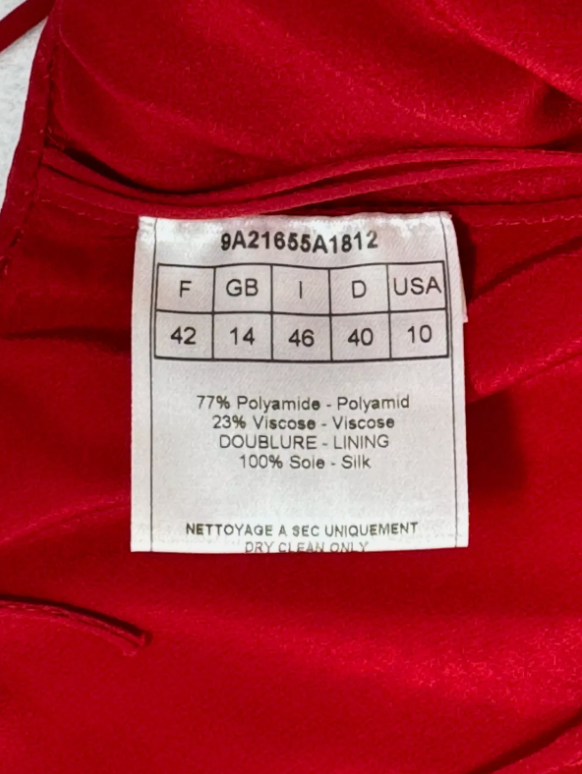 9A21655A1812
F GB I D USA
42 14 46 40 10
77% Polyamide - Polyamid
23% Viscose - Viscose
DOUBLURE - LINING
100% Soie - Silk
NETTOYAGE A SEC UNIQUEMENT
DRY CLEAN ONLY